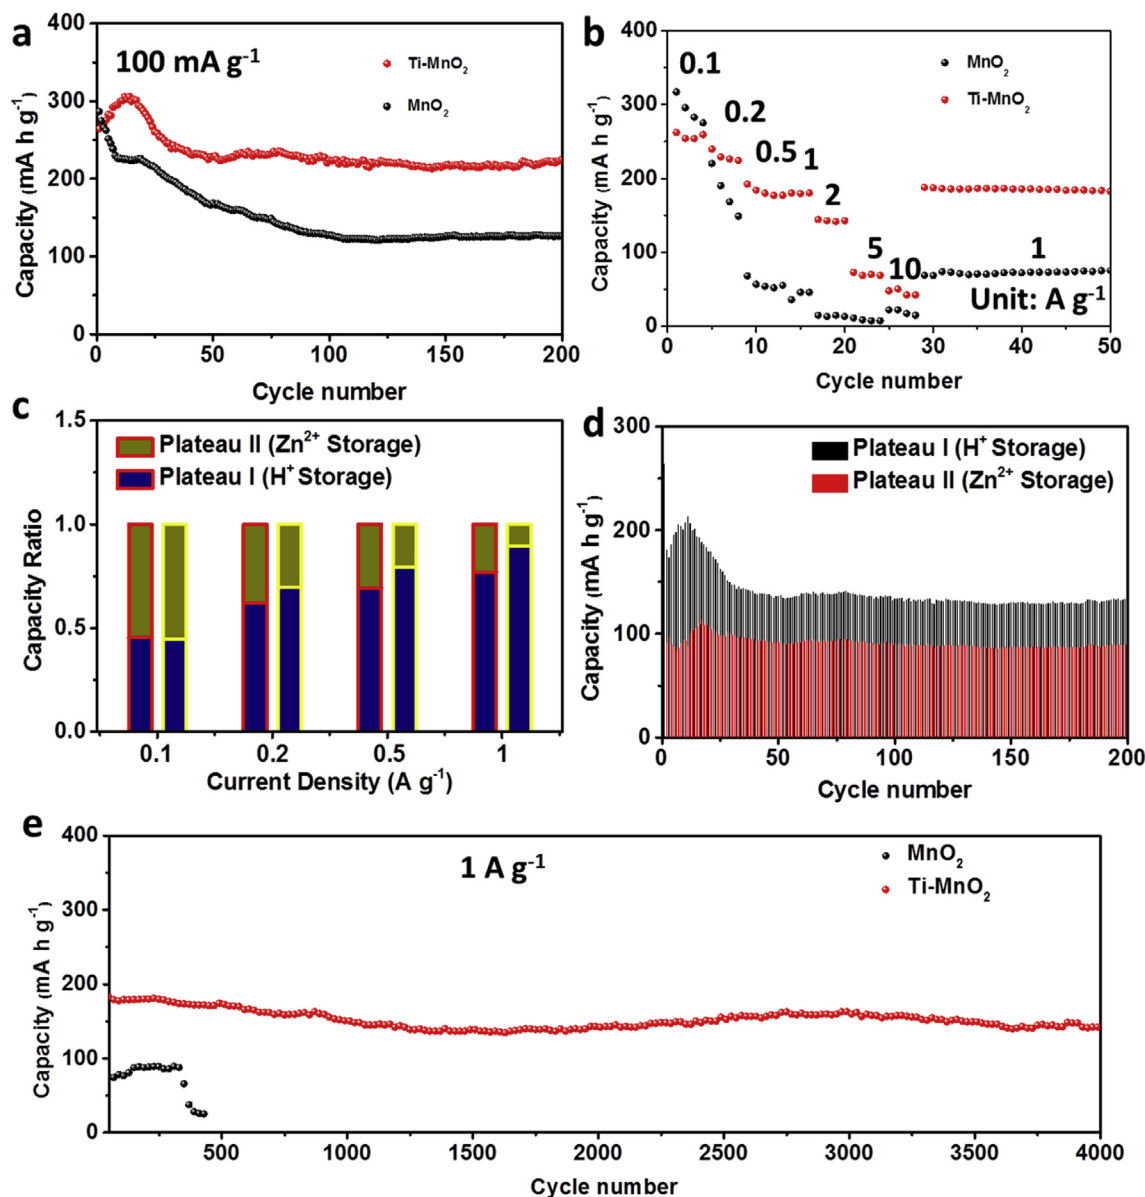 a
400
300
200
100
0
Capacity (mA h g⁻¹)
100 mA g⁻¹
Ti-MnO₂
MnO₂
0 50 100 150 200
Cycle number
b
400
300
200
100
0
Capacity (mA h g⁻¹)
MnO₂
Ti-MnO₂
0.1
0.2
0.5
1
2
5
10
1
Unit: A g⁻¹
0 10 20 30 40 50
Cycle number
c
1.5
1.0
0.5
0.0
Capacity Ratio
Plateau II (Zn²⁺ Storage)
Plateau I (H⁺ Storage)
0.1 0.2 0.5 1
Current Density (A g⁻¹)
d
300
200
100
0
Capacity (mA h g⁻¹)
Plateau I (H⁺ Storage)
Plateau II (Zn²⁺ Storage)
0 50 100 150 200
Cycle number
e
400
300
200
100
0
Capacity (mA h g⁻¹)
1 A g⁻¹
MnO₂
Ti-MnO₂
500 1000 1500 2000 2500 3000 3500 4000
Cycle number